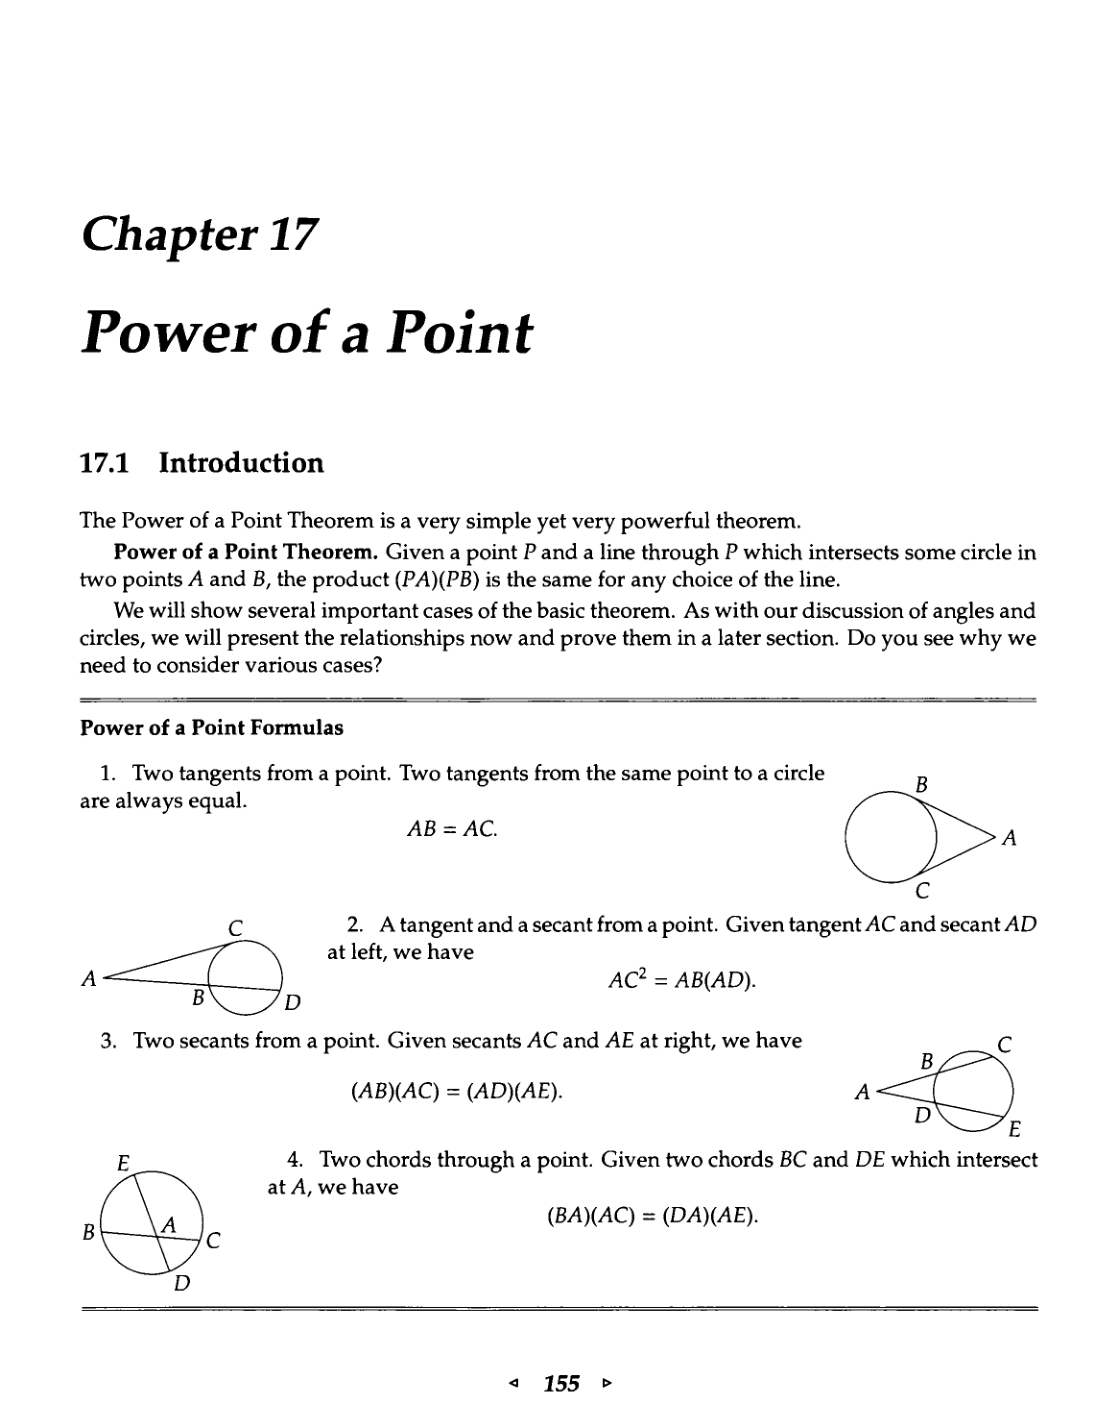 Chapter 17
Power of a Point
17.1 Introduction
The Power of a Point Theorem is a very simple yet very powerful theorem.
Power of a Point Theorem. Given a point P and a line through P which intersects some circle in
two points A and B, the product (PA)(PB) is the same for any choice of the line.
We will show several important cases of the basic theorem. As with our discussion of angles and
circles, we will present the relationships now and prove them in a later section. Do you see why we
need to consider various cases?
Power of a Point Formulas
1. Two tangents from a point. Two tangents from the same point to a circle
are always equal.
AB = AC.
B
A
C
C
A
B
D
2. A tangent and a secant from a point. Given tangent AC and secant AD
at left, we have
AC² = AB(AD).
3. Two secants from a point. Given secants AC and AE at right, we have
(AB)(AC) = (AD)(AE).
C
B
A
D
E
E
B
A
C
D
4. Two chords through a point. Given two chords BC and DE which intersect
at A, we have
(BA)(AC) = (DA)(AE).
◃ 155 ▹